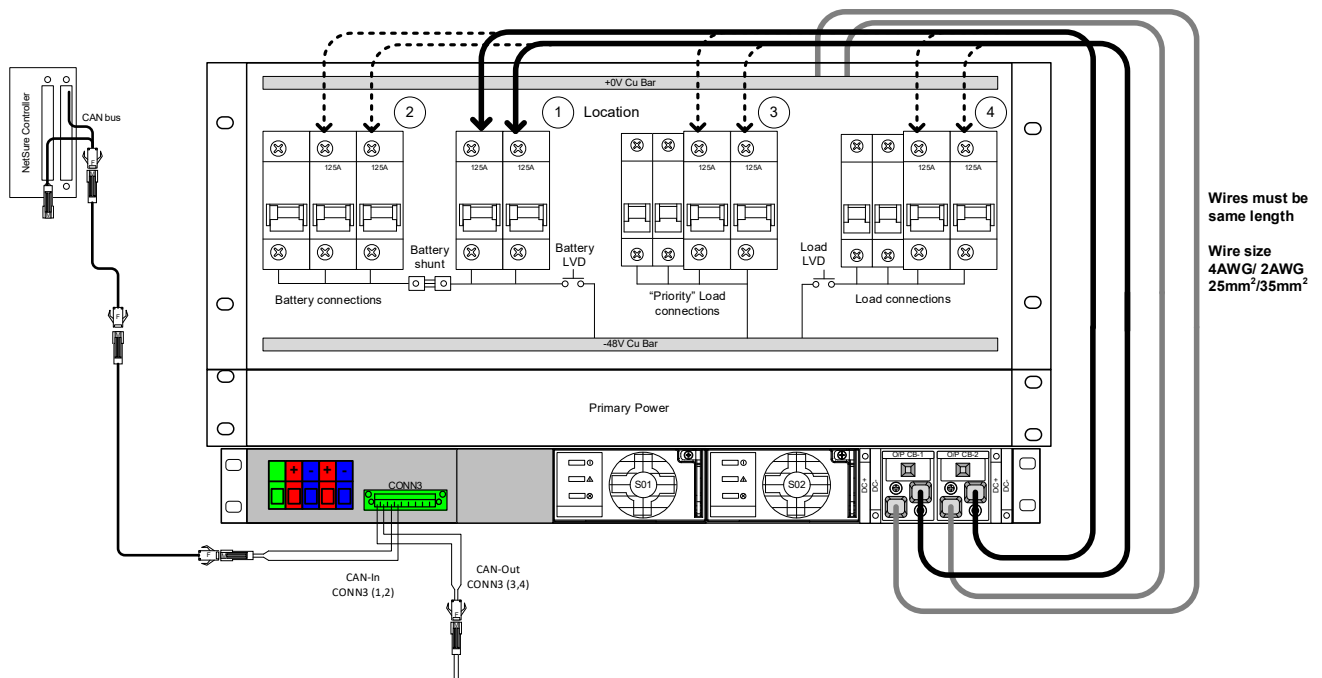 +0V Cu Bar
NetSure Controller
CAN bus
2
1
Location
3
4
125A
125A
125A
125A
125A
125A
125A
125A
Wires must be
same length
Wire size
4AWG/ 2AWG
25mm²/35mm²
Battery
shunt
Battery
LVD
Load
LVD
Battery connections
“Priority” Load
connections
Load connections
-48V Cu Bar
F
F
Primary Power
+
-
+
-
CONN3
S01
S02
DC+
DC-
O/P CB-1
O/P CB-2
DC+
DC-
F
CAN-In
CONN3 (1,2)
CAN-Out
CONN3 (3,4)
F